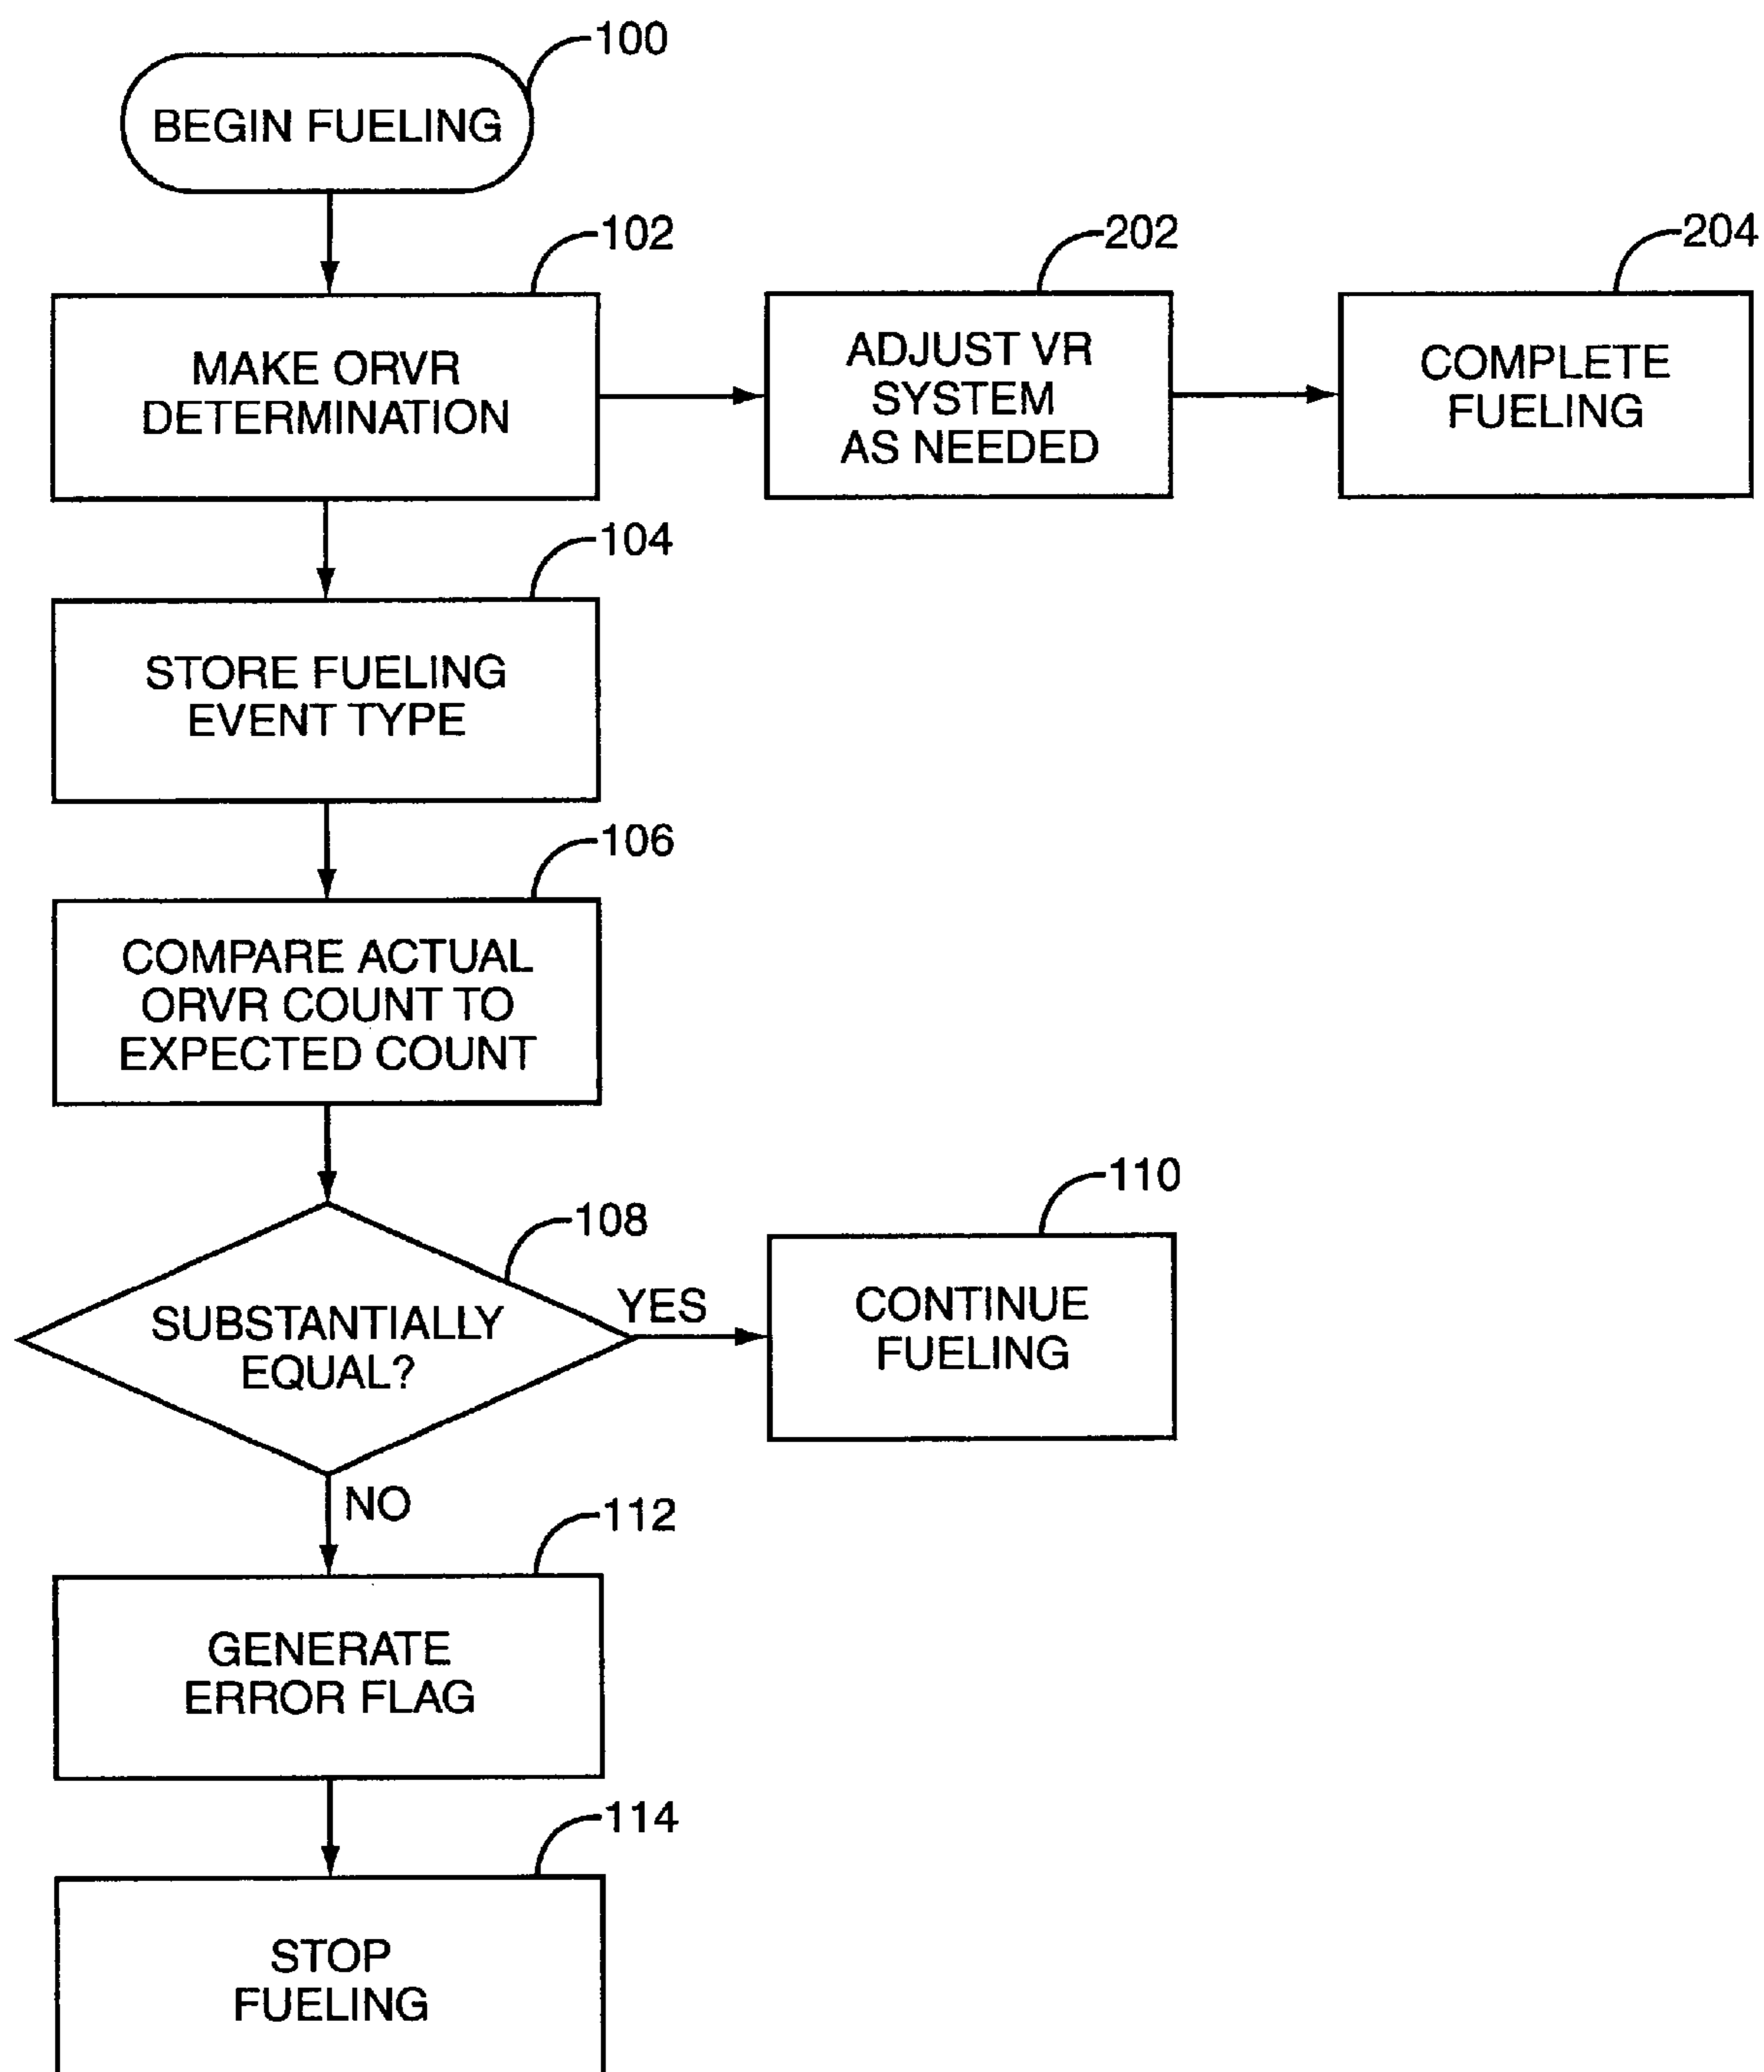 100
BEGIN FUELING
102
MAKE ORVR
DETERMINATION
202
ADJUST VR
SYSTEM
AS NEEDED
204
COMPLETE
FUELING
104
STORE FUELING
EVENT TYPE
106
COMPARE ACTUAL
ORVR COUNT TO
EXPECTED COUNT
108
SUBSTANTIALLY
EQUAL?
YES
110
CONTINUE
FUELING
NO
112
GENERATE
ERROR FLAG
114
STOP
FUELING